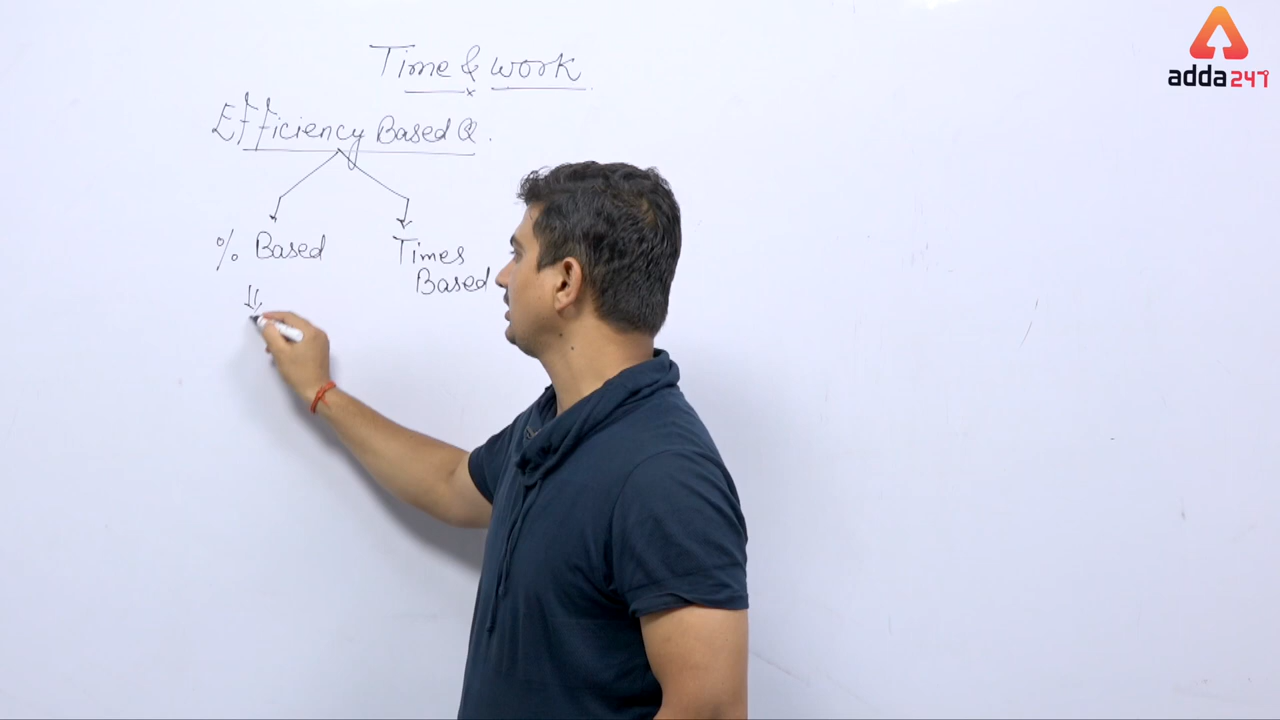 Time & work
Efficiency Based Q.
% Based
Times
Based
adda247